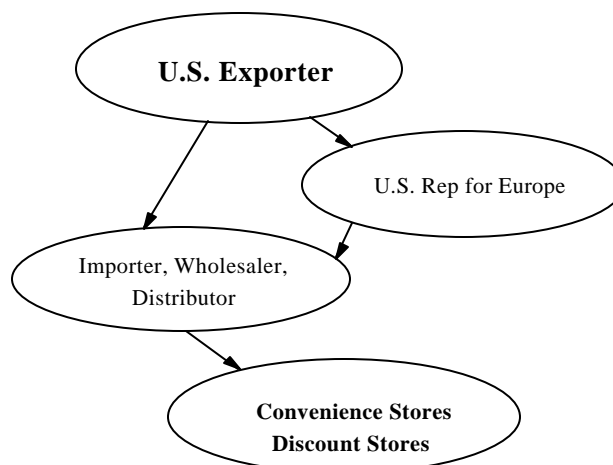 U.S. Exporter
U.S. Rep for Europe
Importer, Wholesaler,
Distributor
Convenience Stores
Discount Stores